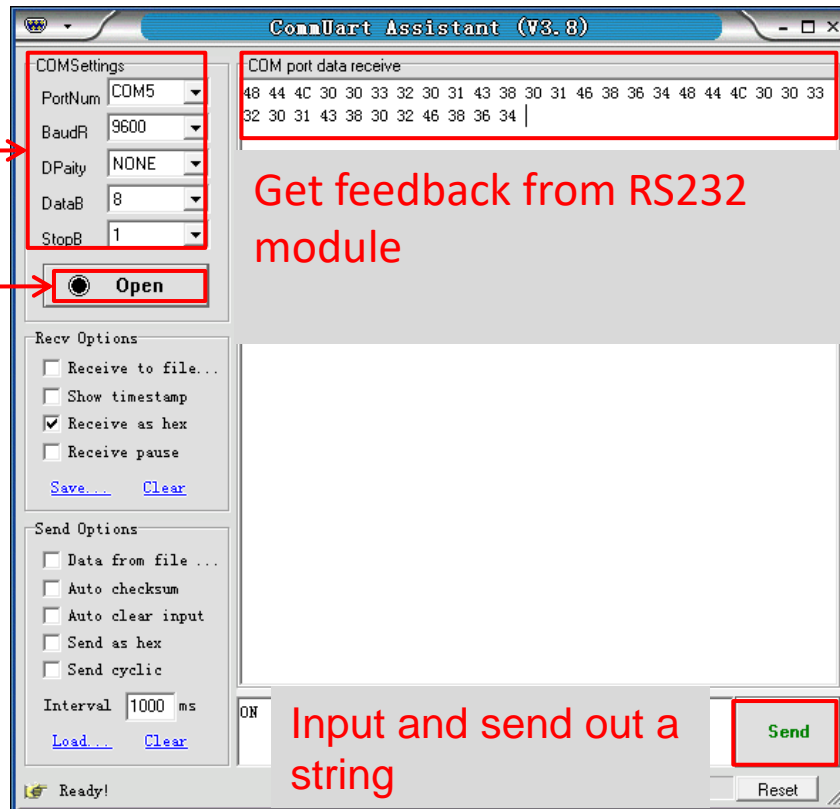 CommUart Assistant (V3.8)
COMSettings
PortNum COM5
BaudR 9600
DPaity NONE
DataB 8
StopB 1
Open
COM port data receive
48 44 4C 30 30 33 32 30 31 43 38 30 31 46 38 36 34 48 44 4C 30 30 33
32 30 31 43 38 30 32 46 38 36 34
Get feedback from RS232
module
Recv Options
Receive to file...
Show timestamp
Receive as hex
Receive pause
Save... Clear
Send Options
Data from file ...
Auto checksum
Auto clear input
Send as hex
Send cyclic
Interval 1000 ms
Load... Clear
ON
Input and send out a
string
Send
Ready!
Reset